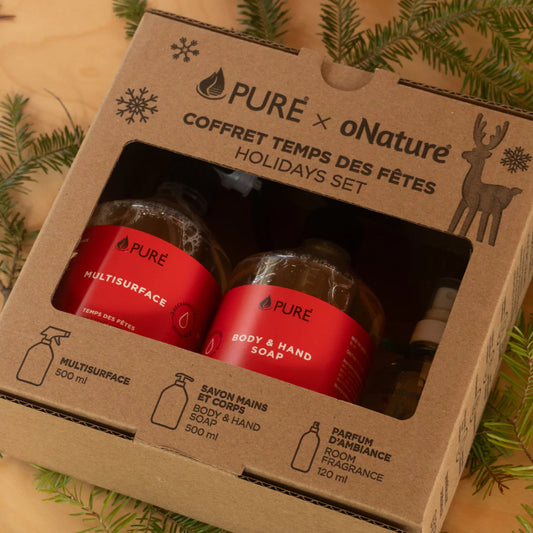 PURE × oNature
COFFRET TEMPS DES FÊTES
HOLIDAYS SET
PURE
MULTISURFACE
TEMPS DES FÊTES
PURE
BODY & HAND
SOAP
MULTISURFACE
500 ml
SAVON MAINS
ET CORPS
BODY & HAND
SOAP
500 ml
PARFUM
D'AMBIANCE
ROOM
FRAGRANCE
120 ml